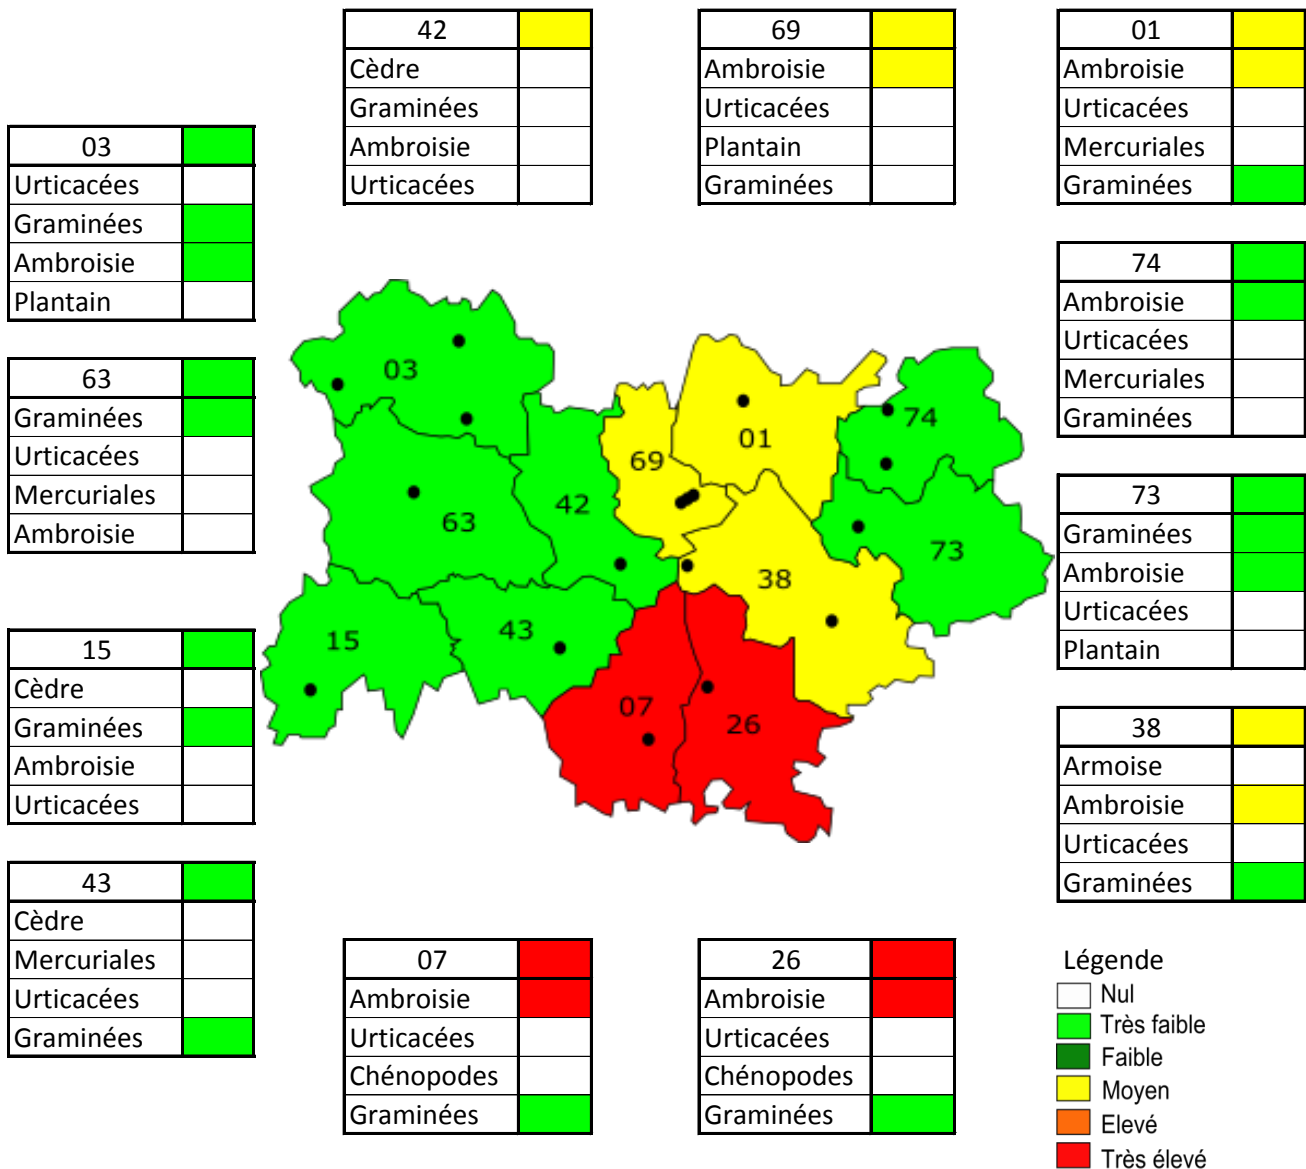 42
Cèdre
Graminées
Ambroisie
Urticacées
69
Ambroisie
Urticacées
Plantain
Graminées
01
Ambroisie
Urticacées
Mercuriales
Graminées
03
Urticacées
Graminées
Ambroisie
Plantain
63
Graminées
Urticacées
Mercuriales
Ambroisie
15
Cèdre
Graminées
Ambroisie
Urticacées
43
Cèdre
Mercuriales
Urticacées
Graminées
03
63
42
69
01
74
73
38
15
43
07
26
74
Ambroisie
Urticacées
Mercuriales
Graminées
73
Graminées
Ambroisie
Urticacées
Plantain
38
Armoise
Ambroisie
Urticacées
Graminées
07
Ambroisie
Urticacées
Chénopodes
Graminées
26
Ambroisie
Urticacées
Chénopodes
Graminées
Légende
Nul
Très faible
Faible
Moyen
Elevé
Très élevé